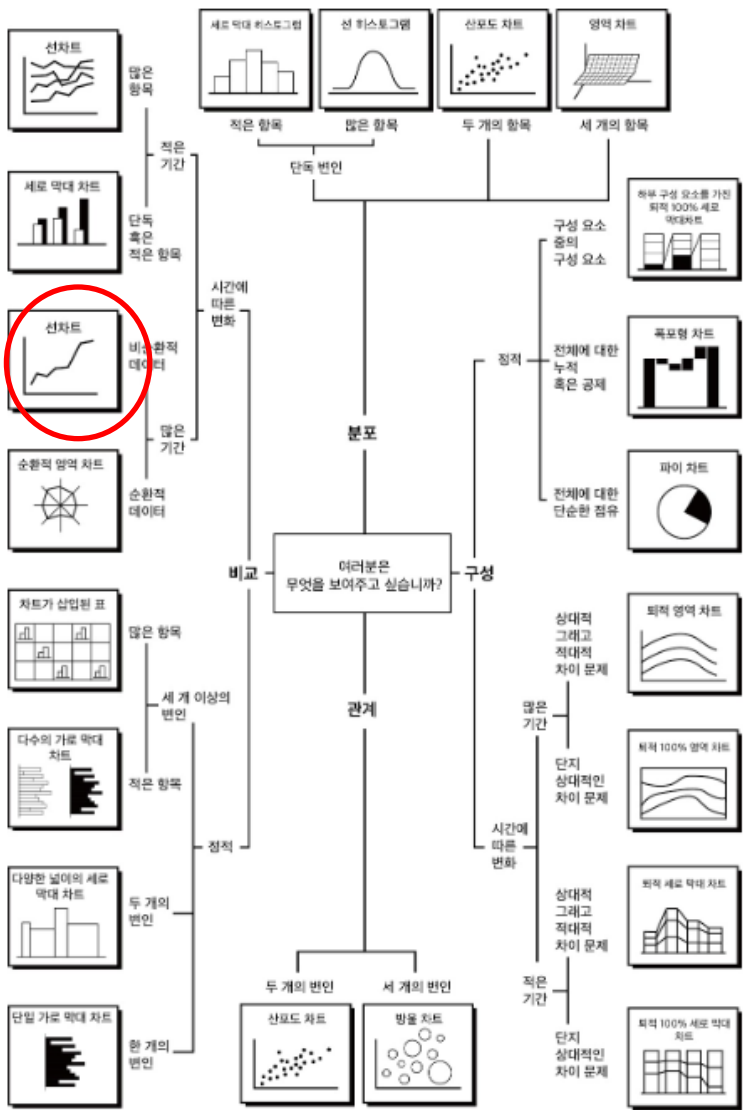 세로 막대 히스토그램
선 히스토그램
산포도 차트
영역 차트
적은 항목
많은 항목
두 개의 항목
세 개의 항목
단독 변인
분포
선차트
많은
항목
적은
기간
세로 막대 차트
단독
혹은
적은 항목
시간에
따른
변화
선차트
비순환적
데이터
많은
기간
순환적 영역 차트
순환적
데이터
비교
여러분은
무엇을 보여주고 싶습니까?
구성
차트가 삽입된 표
많은 항목
세 개 이상의
변인
다수의 가로 막대
차트
적은 항목
정적
다양한 넓이의 세로
막대 차트
두 개의
변인
단일 가로 막대 차트
한 개의
변인
관계
두 개의 변인
세 개의 변인
산포도 차트
방울 차트
하부 구성 요소를 가진
퇴적 100% 세로
막대차트
구성 요소
중의
구성 요소
정적
전체에 대한
누적
혹은 공제
폭포형 차트
전체에 대한
단순한 점유
파이 차트
상대적
그래고
적대적
차이 문제
퇴적 영역 차트
많은
기간
단지
상대적인
차이 문제
퇴적 100% 영역 차트
시간에
따른
변화
상대적
그래고
적대적
차이 문제
퇴적 세로 막대 차트
적은
기간
단지
상대적인
차이 문제
퇴적 100% 세로 막대
차트